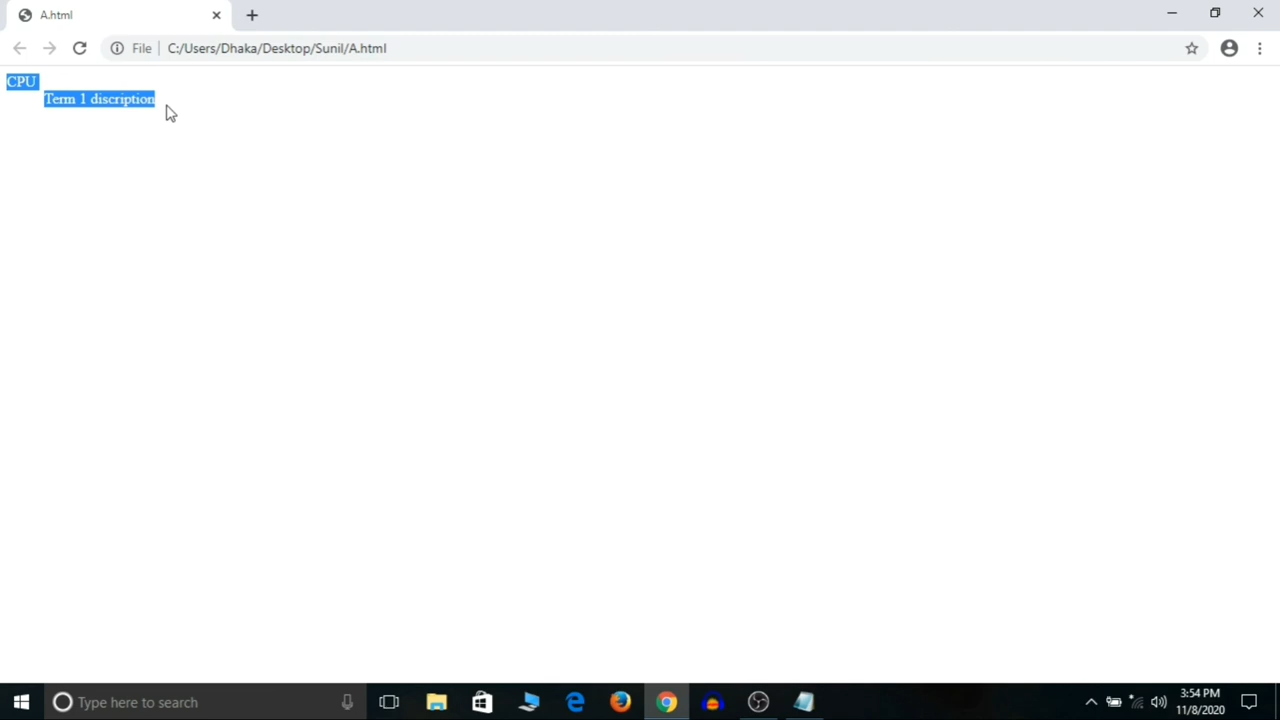 A.html
File
C:/Users/Dhaka/Desktop/Sunil/A.html
CPU
Term 1 discription
Type here to search
3:54 PM
11/8/2020